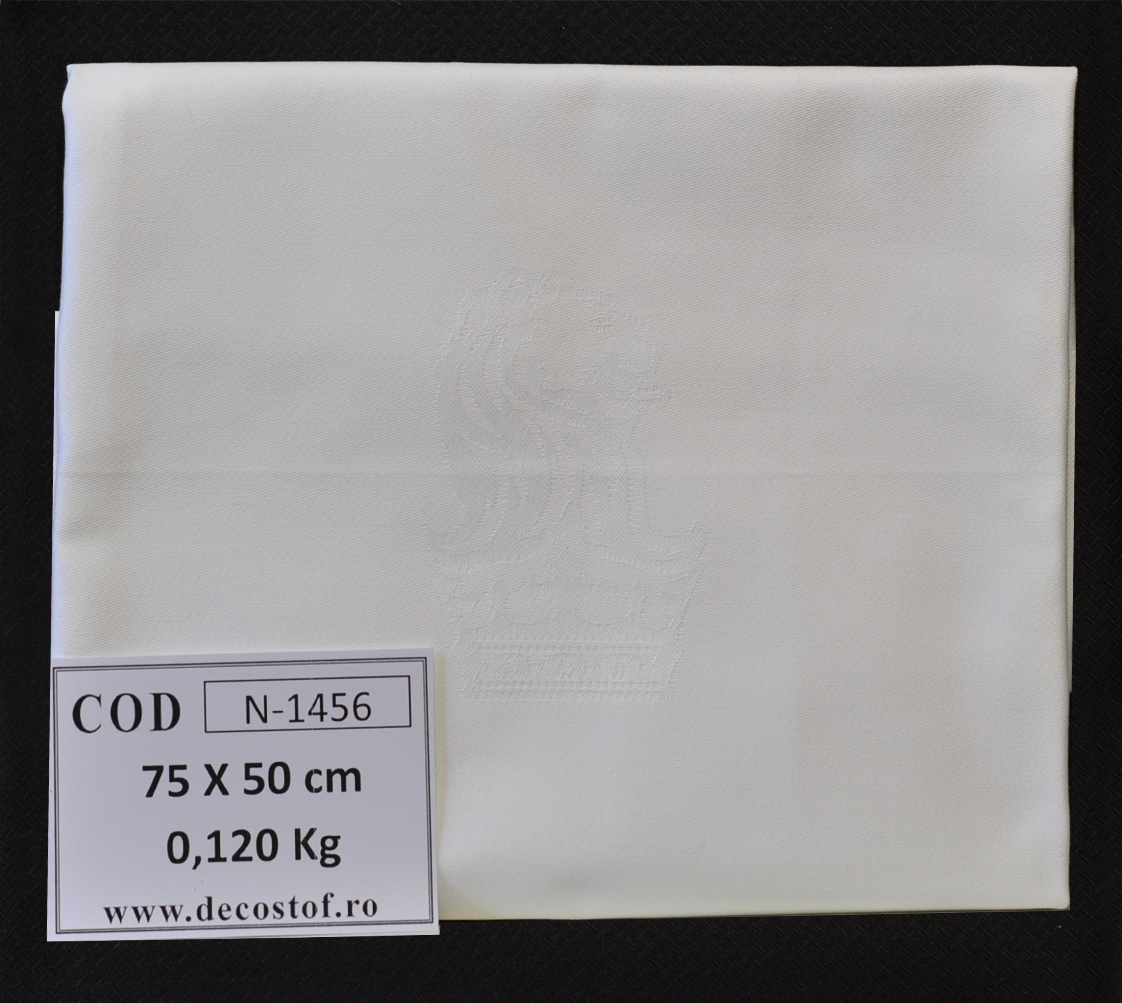 COD N-1456
75 X 50 cm
0,120 Kg
www.decostof.ro